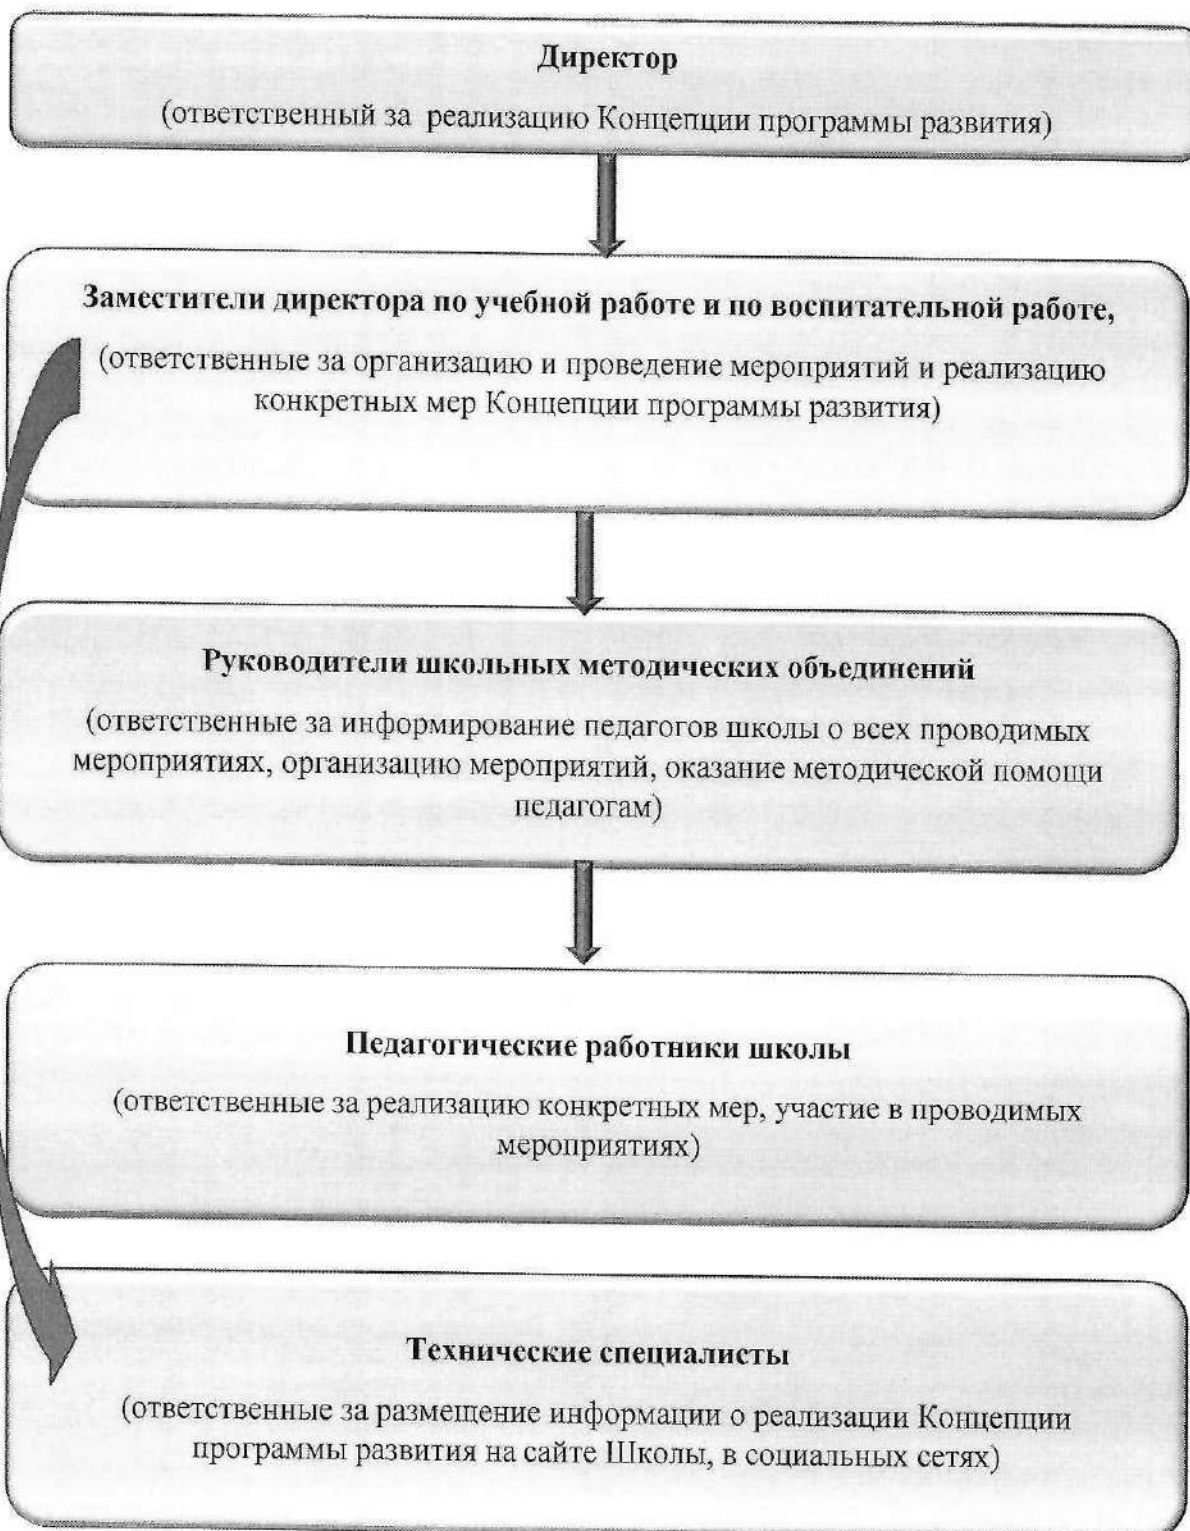 Директор
(ответственный за реализацию Концепции программы развития)
Заместители директора по учебной работе и по воспитательной работе,
(ответственные за организацию и проведение мероприятий и реализацию
конкретных мер Концепции программы развития)
Руководители школьных методических объединений
(ответственные за информирование педагогов школы о всех проводимых
мероприятиях, организацию мероприятий, оказание методической помощи
педагогам)
Педагогические работники школы
(ответственные за реализацию конкретных мер, участие в проводимых
мероприятиях)
Технические специалисты
(ответственные за размещение информации о реализации Концепции
программы развития на сайте Школы, в социальных сетях)